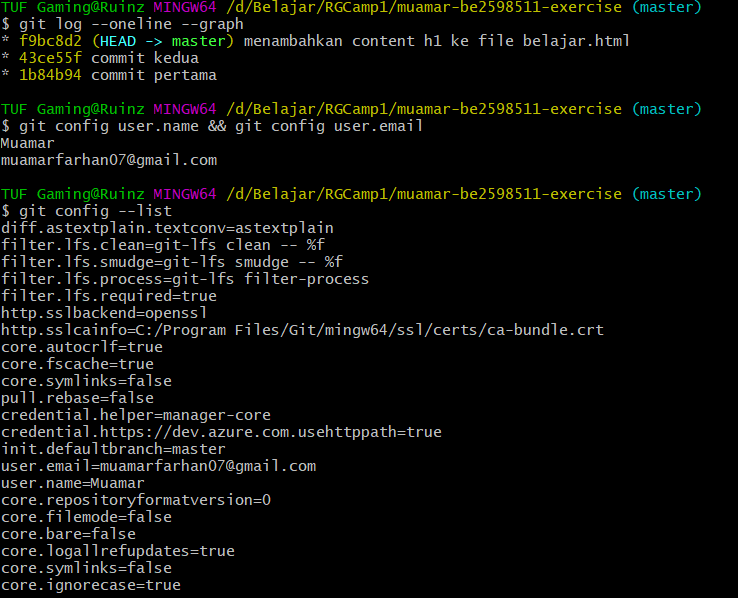 TUF Gaming@Ruinz MINGW64 /d/Belajar/RGCamp1/muamar-be2598511-exercise (master)
$ git log --oneline --graph
* f9bc8d2 (HEAD -> master) menambahkan content h1 ke file belajar.html
* 43ce55f commit kedua
* 1b84b94 commit pertama
TUF Gaming@Ruinz MINGW64 /d/Belajar/RGCamp1/muamar-be2598511-exercise (master)
$ git config user.name && git config user.email
Muamar
muamarfarhan07@gmail.com
TUF Gaming@Ruinz MINGW64 /d/Belajar/RGCamp1/muamar-be2598511-exercise (master)
$ git config --list
diff.astextplain.textconv=astextplain
filter.lfs.clean=git-lfs clean -- %f
filter.lfs.smudge=git-lfs smudge -- %f
filter.lfs.process=git-lfs filter-process
filter.lfs.required=true
http.sslbackend=openssl
http.sslcainfo=C:/Program Files/Git/mingw64/ssl/certs/ca-bundle.crt
core.autocrlf=true
core.fscache=true
core.symlinks=false
pull.rebase=false
credential.helper=manager-core
credential.https://dev.azure.com.usehttppath=true
init.defaultbranch=master
user.email=muamarfarhan07@gmail.com
user.name=Muamar
core.repositoryformatversion=0
core.filemode=false
core.bare=false
core.logallrefupdates=true
core.symlinks=false
core.ignorecase=true